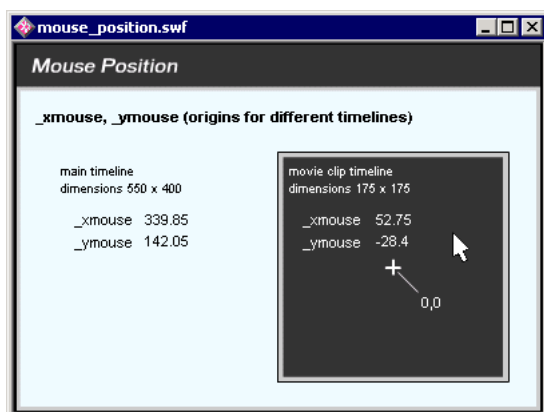 mouse_position.swf
Mouse Position
_xmouse, _ymouse (origins for different timelines)
main timeline
dimensions 550 x 400
_xmouse 339.85
_ymouse 142.05
movie clip timeline
dimensions 175 x 175
_xmouse 52.75
_ymouse -28.4
0,0